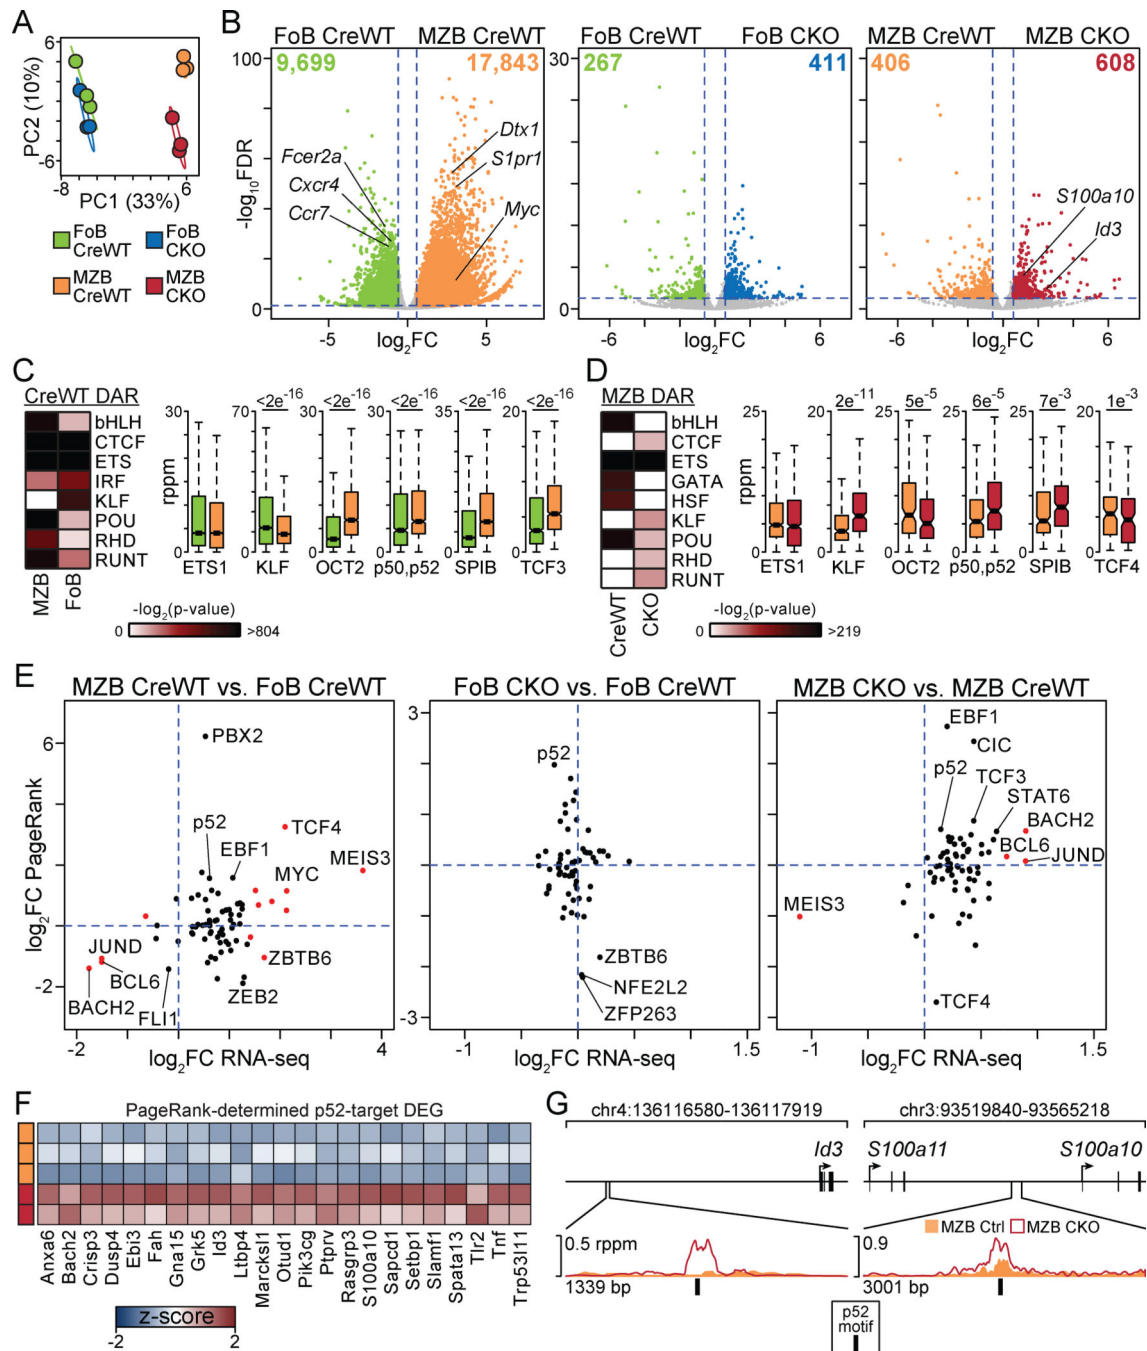 A
6
-6
PC2 (10%)
-8
6
PC1 (33%)
FoB CreWT
FoB CKO
MZB CreWT
MZB CKO
B
FoB CreWT
MZB CreWT
9,699
17,843
100
0
-log10FDR
Fcer2a
Cxcr4
Ccr7
Dtx1
S1pr1
Myc
-5
5
log2FC
FoB CreWT
FoB CKO
267
411
30
0
-6
6
log2FC
MZB CreWT
MZB CKO
406
608
S100a10
Id3
-6
6
log2FC
C
CreWT DAR
bHLH
CTCF
ETS
IRF
KLF
POU
RHD
RUNT
MZB
FoB
-log2(p-value)
0
>804
rppm
30
0
ETS1
<2e-16
70
0
KLF
<2e-16
20
0
OCT2
<2e-16
30
0
p50,p52
<2e-16
35
0
SPIB
<2e-16
20
0
TCF3
D
MZB DAR
bHLH
CTCF
ETS
GATA
HSF
KLF
POU
RHD
RUNT
CreWT
CKO
-log2(p-value)
0
>219
rppm
25
0
ETS1
2e-11
20
0
KLF
5e-5
25
0
OCT2
6e-5
25
0
p50,p52
7e-3
25
0
SPIB
1e-3
20
0
TCF4
E
MZB CreWT vs. FoB CreWT
log2FC PageRank
6
-2
PBX2
p52
TCF4
EBF1
MEIS3
MYC
JUND
BCL6
BACH2
FLI1
ZBTB6
ZEB2
-2
4
log2FC RNA-seq
FoB CKO vs. FoB CreWT
3
-3
p52
ZBTB6
NFE2L2
ZFP263
-1
1.5
log2FC RNA-seq
MZB CKO vs. MZB CreWT
EBF1
CIC
p52
TCF3
STAT6
BACH2
BCL6
JUND
MEIS3
TCF4
-1
1.5
log2FC RNA-seq
F
PageRank-determined p52-target DEG
Anxa6
Bach2
Crisp3
Dusp4
Ebi3
Fah
Gna15
Grk5
Id3
Ltbp4
Marcksl1
Otud1
Pik3cg
Ptprv
Rasgrp3
S100a10
Sapcd1
Setbp1
Slamf1
Spata13
Tlr2
Tnf
Trp53I11
z-score
-2
2
G
chr4:136116580-136117919
Id3
0.5 rppm
1339 bp
chr3:93519840-93565218
S100a11
S100a10
MZB Ctrl
MZB CKO
0.9
3001 bp
p52
motif